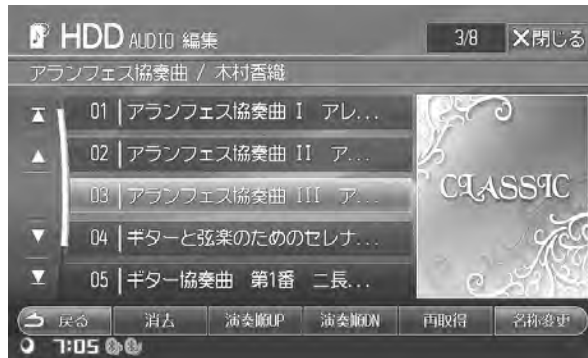 HDD AUDIO 編集 3/8 ×閉じる
アランフェス協奏曲 / 木村香織
01 アランフェス協奏曲 I アレ...
02 アランフェス協奏曲 II ア...
03 アランフェス協奏曲 III ア...
CLASSIC
04 ギターと弦楽のためのセレナ...
05 ギター協奏曲 第1番 ニ長...
戻る 消去 演奏順UP 演奏順DN 再取得 名称変更
7:05